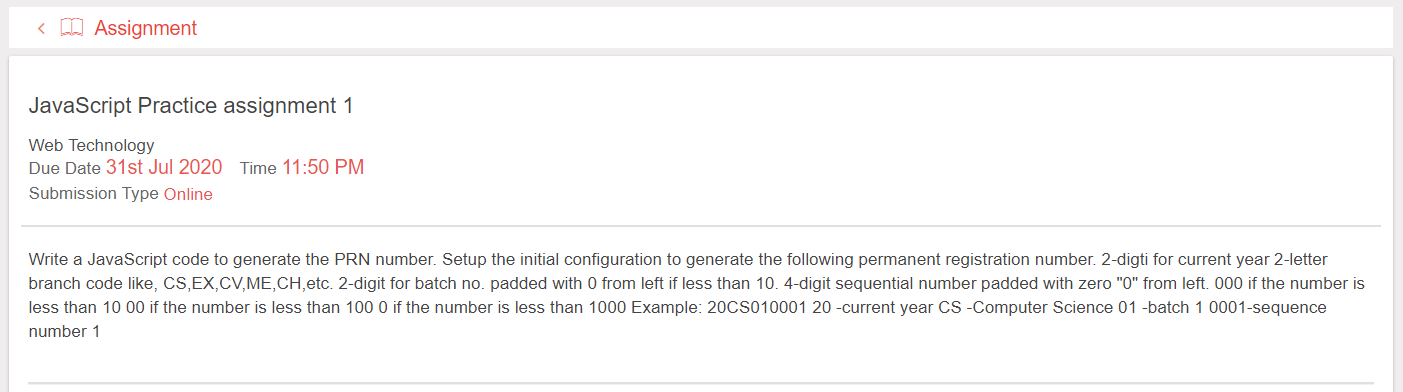 Assignment
JavaScript Practice assignment 1
Web Technology
Due Date 31st Jul 2020 Time 11:50 PM
Submission Type Online
Write a JavaScript code to generate the PRN number. Setup the initial configuration to generate the following permanent registration number. 2-digti for current year 2-letter
branch code like, CS,EX,CV,ME,CH,etc. 2-digit for batch no. padded with 0 from left if less than 10. 4-digit sequential number padded with zero "0" from left. 000 if the number is
less than 10 00 if the number is less than 100 0 if the number is less than 1000 Example: 20CS010001 20 -current year CS -Computer Science 01 -batch 1 0001-sequence
number 1